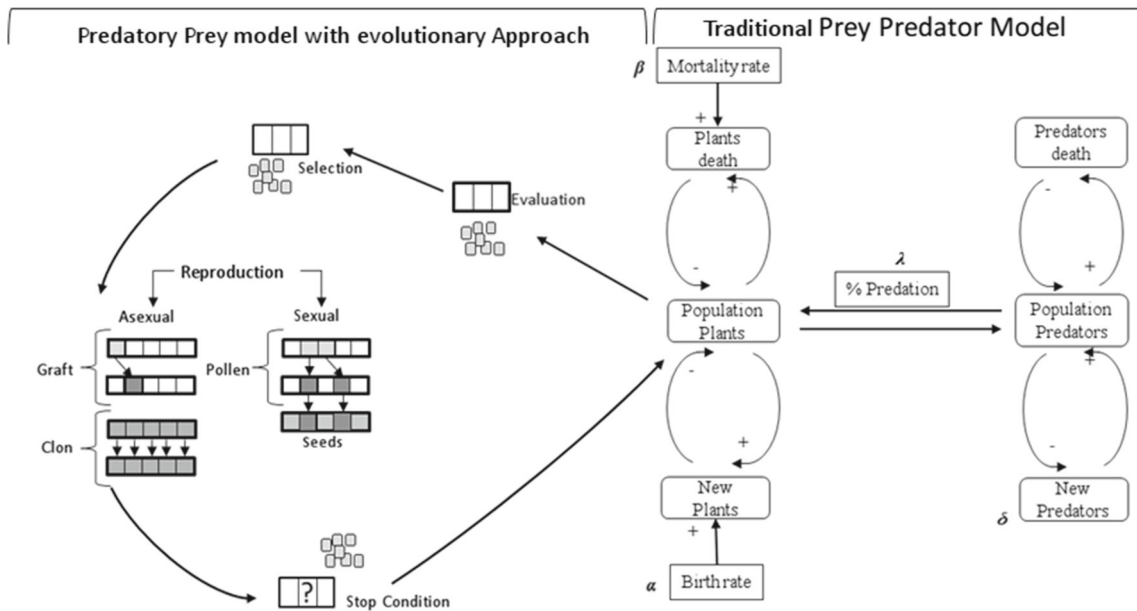 Predatory Prey model with evolutionary Approach
Traditional Prey Predator Model
β
Mortality rate
+
Plants
death
Predators
death
Selection
Evaluation
+
-
-
+
Reproduction
Asexual
Sexual
Graft
Pollen
Clon
Seeds
λ
% Predation
Population
Plants
Population
Predators
-
+
+
-
New
Plants
New
Predators
δ
+
α
Birth rate
?
Stop Condition